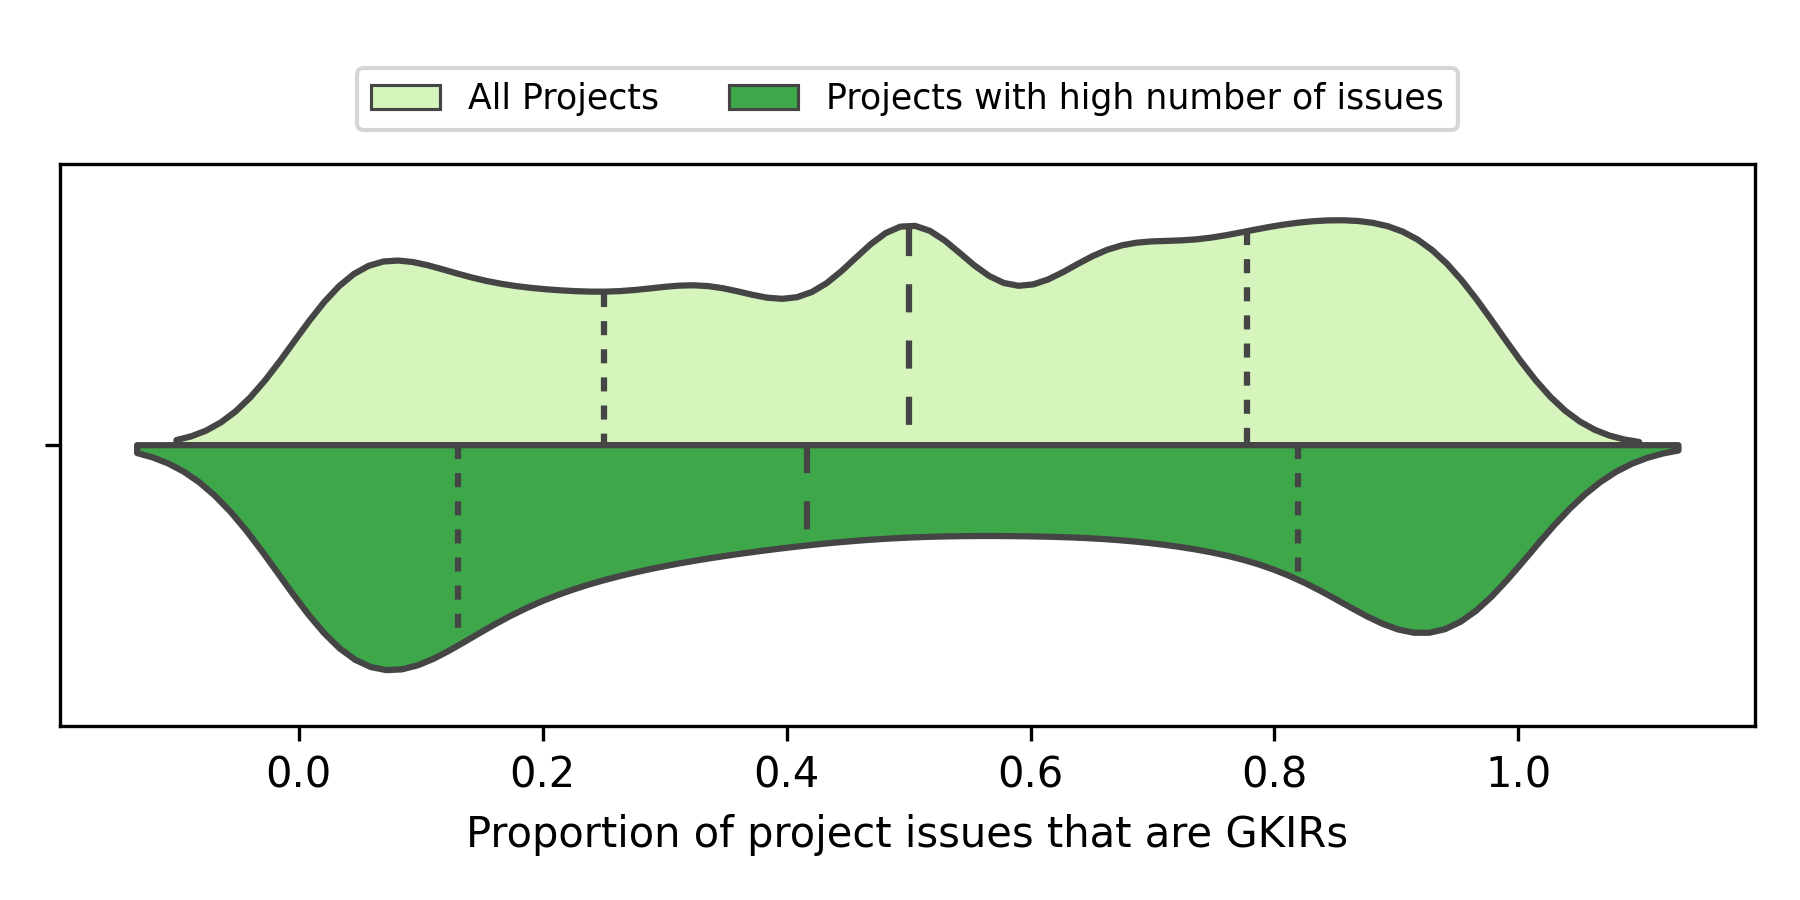 All Projects
Projects with high number of issues
0.0 0.2 0.4 0.6 0.8 1.0
Proportion of project issues that are GKIRs